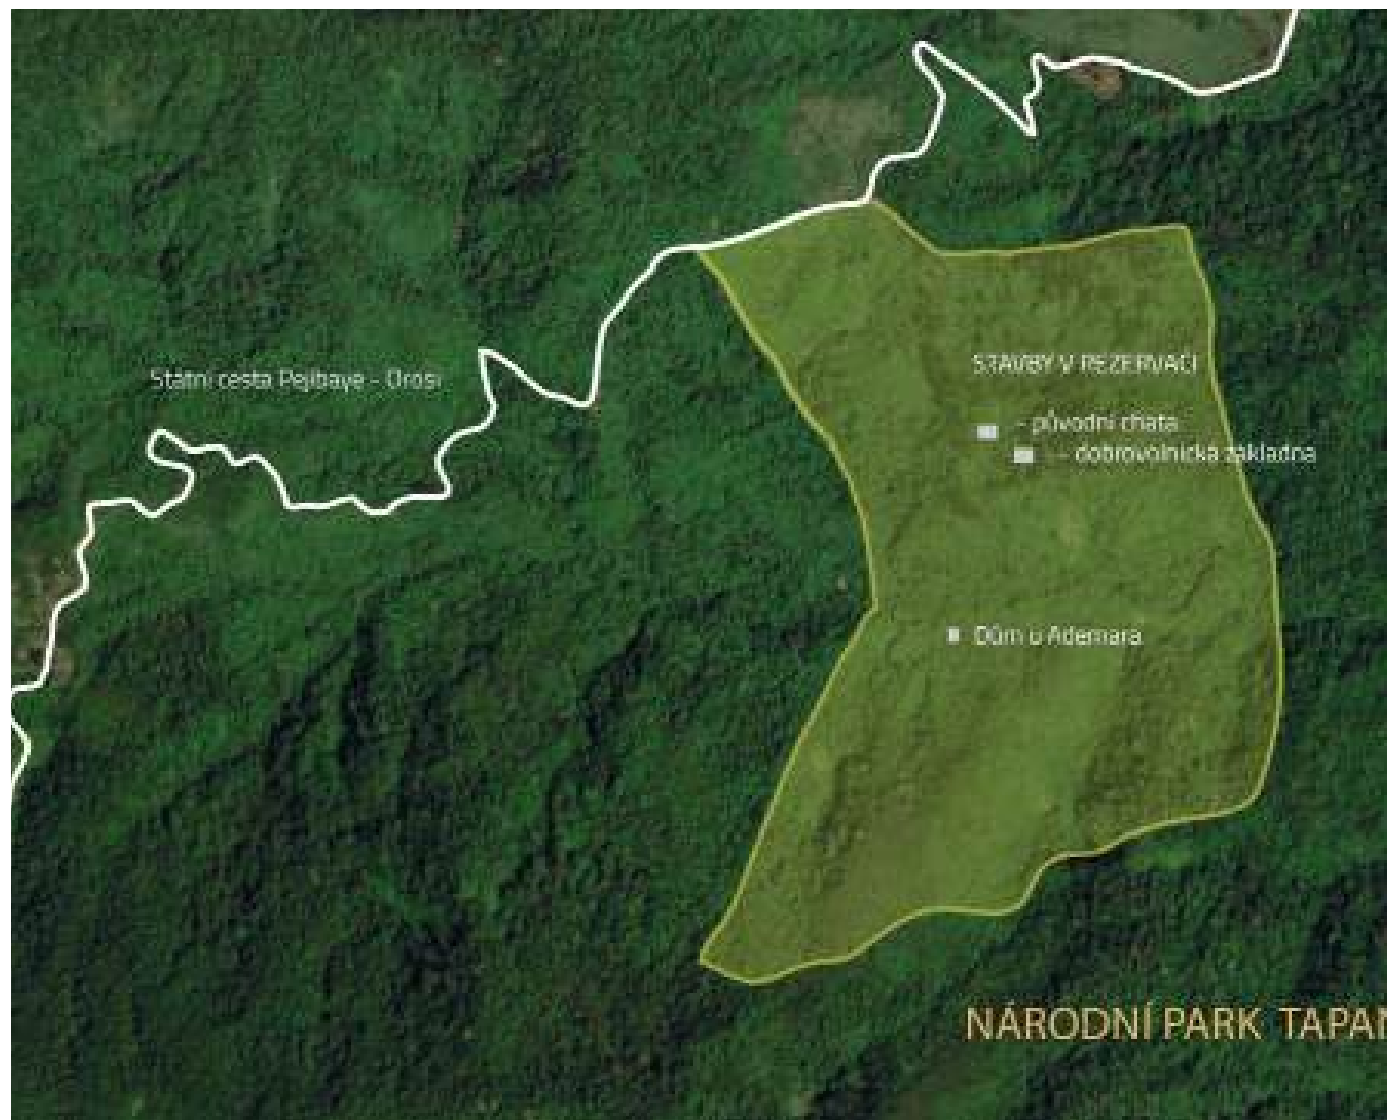 STAVBY V REZERVACI
Státní cesta Pejibaye - Orosi
- původní chata
- dobrovolnická základna
Dům u Ademara
NÁRODNÍ PARK TAPAN